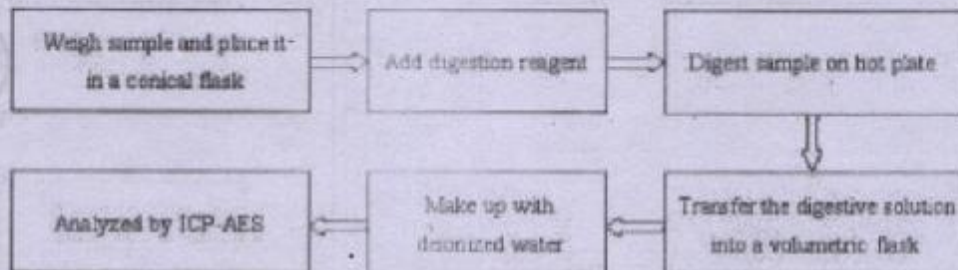 Weigh sample and place it-
in a conical flask
Add digestion reagent
Digest sample on hot plate
Transfer the digestive solution
into a volumetric flask
Make up with
deionized water
Analyzed by ICP-AES